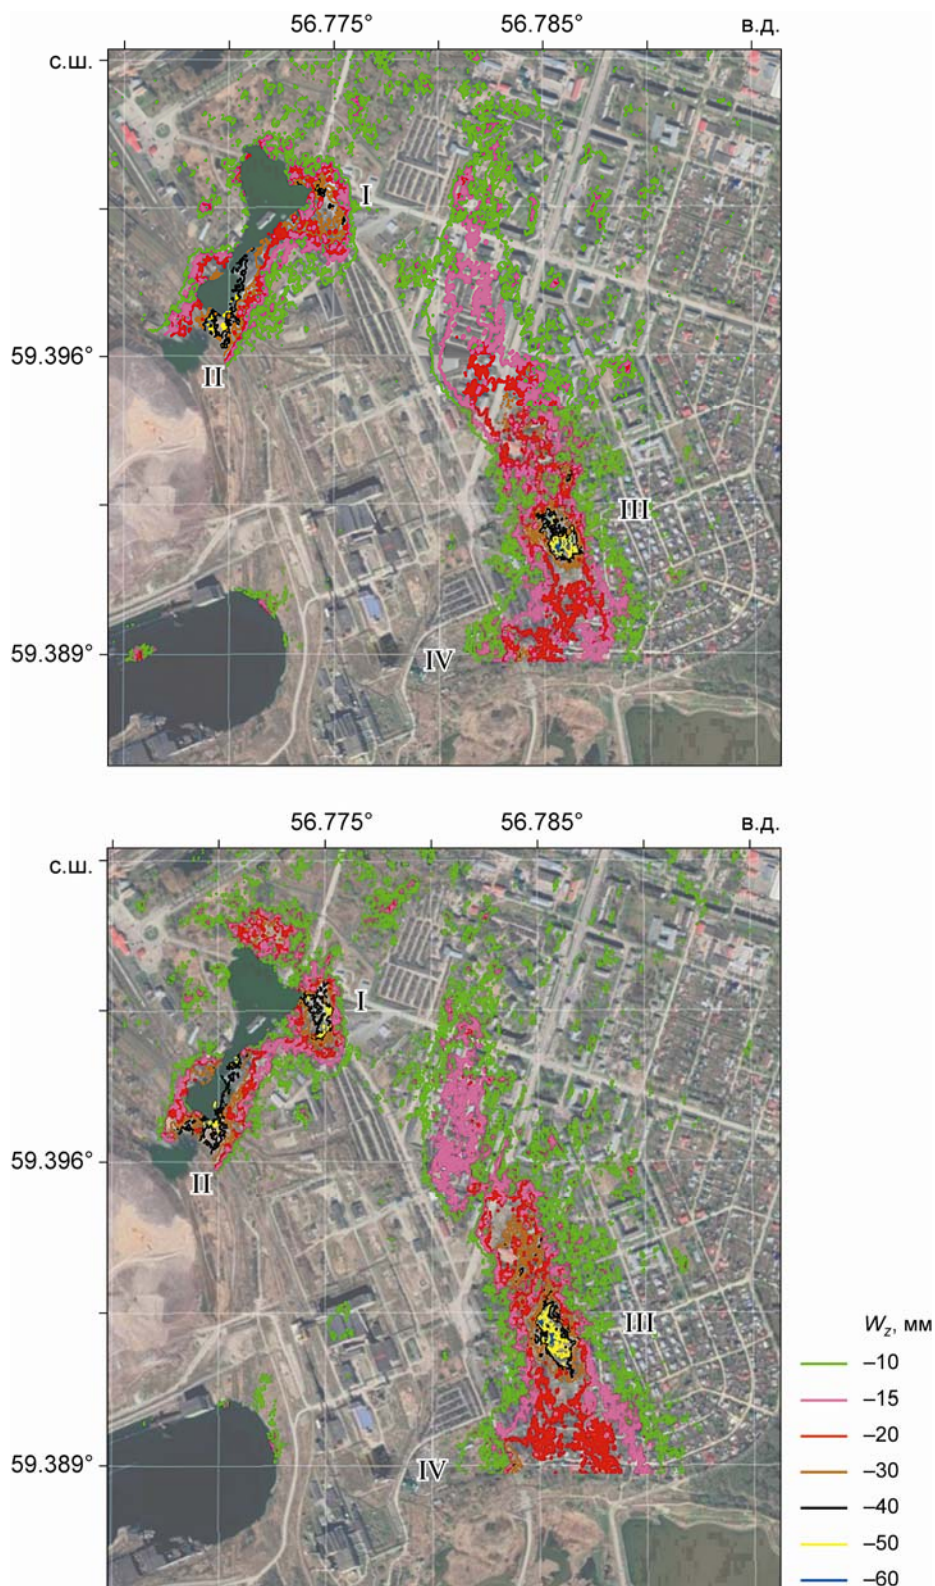 56.775° 56.785° в.д.
с.ш.
I
59.396°
II
III
59.389°
IV
56.775° 56.785° в.д.
с.ш.
I
59.396°
II
III
Wz, мм
–10
–15
59.389°
IV
–20
–30
–40
–50
–60